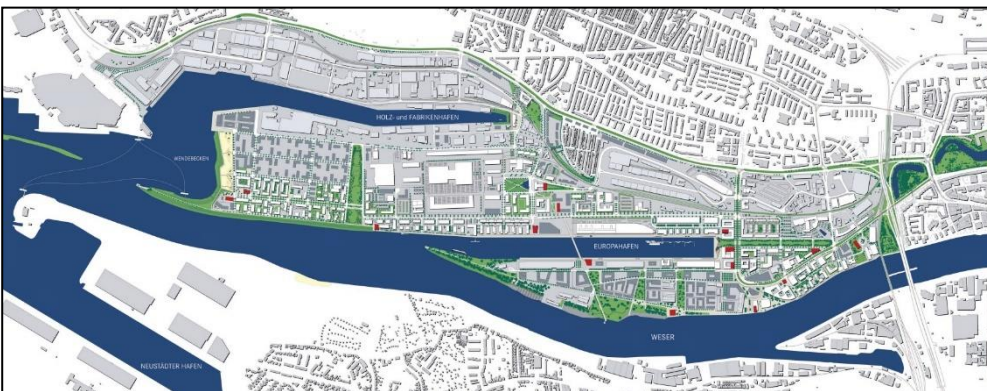 HOLZ- und FABRIKENHAFEN
WENDEBECKEN
EUROPAHAFEN
WESER
NEUSTÄDTER HAFEN